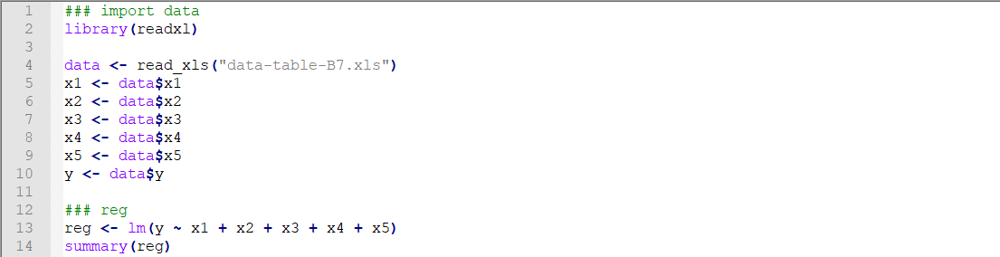 1 ### import data
2 library(readxl)
3
4 data <- read_xls("data-table-B7.xls")
5 x1 <- data$x1
6 x2 <- data$x2
7 x3 <- data$x3
8 x4 <- data$x4
9 x5 <- data$x5
10 y <- data$y
11
12 ### reg
13 reg <- lm(y ~ x1 + x2 + x3 + x4 + x5)
14 summary(reg)